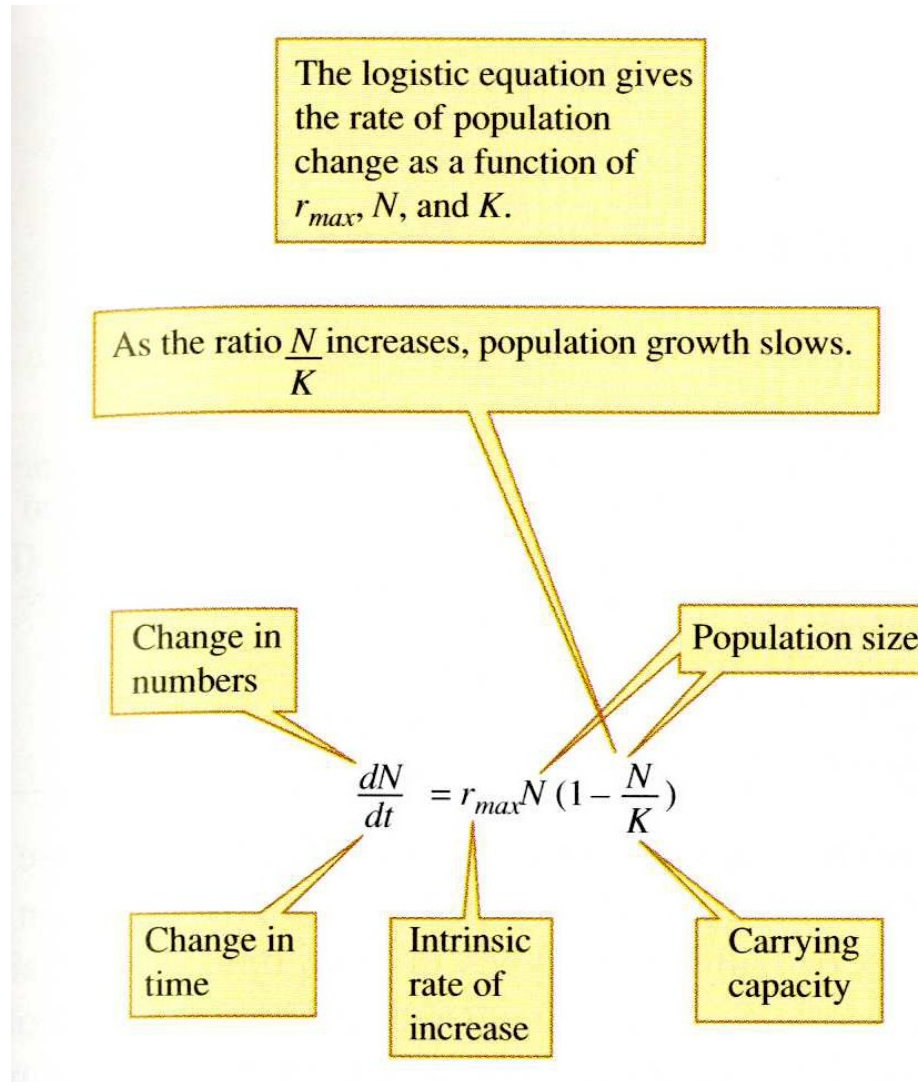 The logistic equation gives
the rate of population
change as a function of
r_max, N, and K.
As the ratio N/K increases, population growth slows.
Change in
numbers
Population size
dN/dt = r_max N (1 – N/K)
Change in
time
Intrinsic
rate of
increase
Carrying
capacity